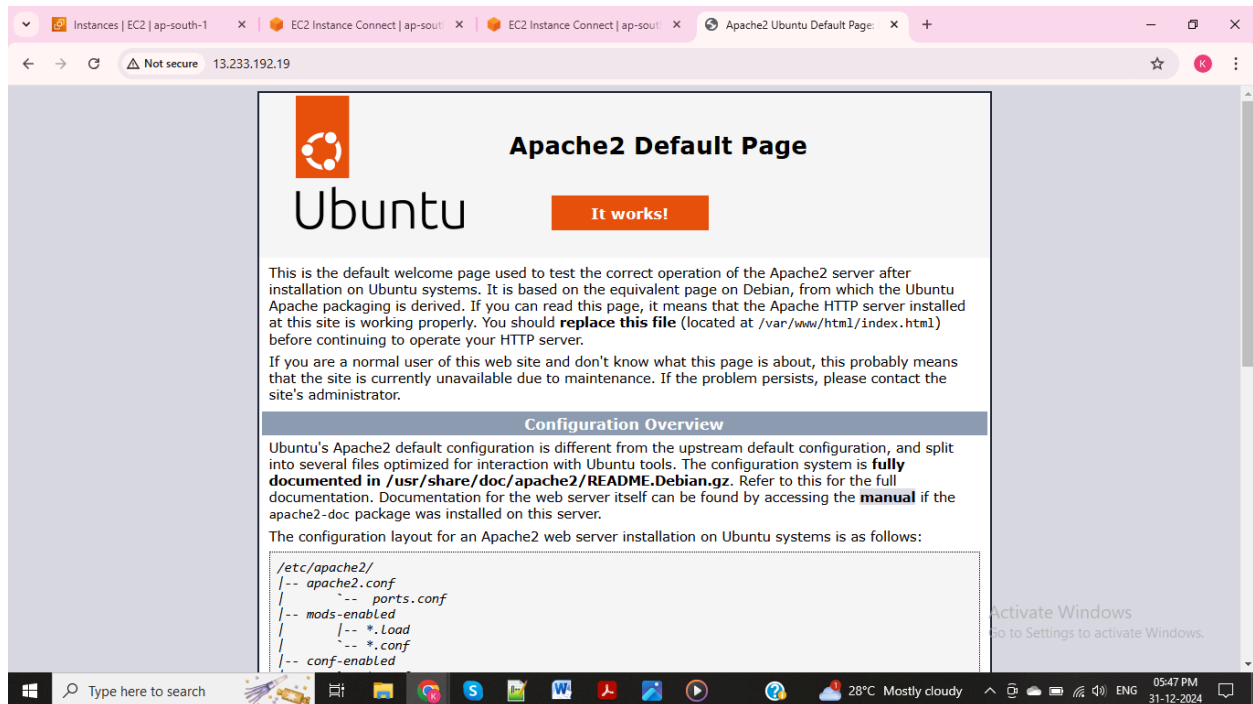 Instances | EC2 | ap-south-1
EC2 Instance Connect | ap-sout
EC2 Instance Connect | ap-sout
Apache2 Ubuntu Default Page:
Not secure
13.233.192.19
K
Ubuntu
Apache2 Default Page
It works!
This is the default welcome page used to test the correct operation of the Apache2 server after
installation on Ubuntu systems. It is based on the equivalent page on Debian, from which the Ubuntu
Apache packaging is derived. If you can read this page, it means that the Apache HTTP server installed
at this site is working properly. You should replace this file (located at /var/www/html/index.html)
before continuing to operate your HTTP server.
If you are a normal user of this web site and don't know what this page is about, this probably means
that the site is currently unavailable due to maintenance. If the problem persists, please contact the
site's administrator.
Configuration Overview
Ubuntu's Apache2 default configuration is different from the upstream default configuration, and split
into several files optimized for interaction with Ubuntu tools. The configuration system is fully
documented in /usr/share/doc/apache2/README.Debian.gz. Refer to this for the full
documentation. Documentation for the web server itself can be found by accessing the manual if the
apache2-doc package was installed on this server.
The configuration layout for an Apache2 web server installation on Ubuntu systems is as follows:
/etc/apache2/
|-- apache2.conf
|       `--  ports.conf
|-- mods-enabled
|       |-- *.load
|       `-- *.conf
|-- conf-enabled
Activate Windows
Go to Settings to activate Windows.
Type here to search
28°C Mostly cloudy
ENG
05:47 PM
31-12-2024